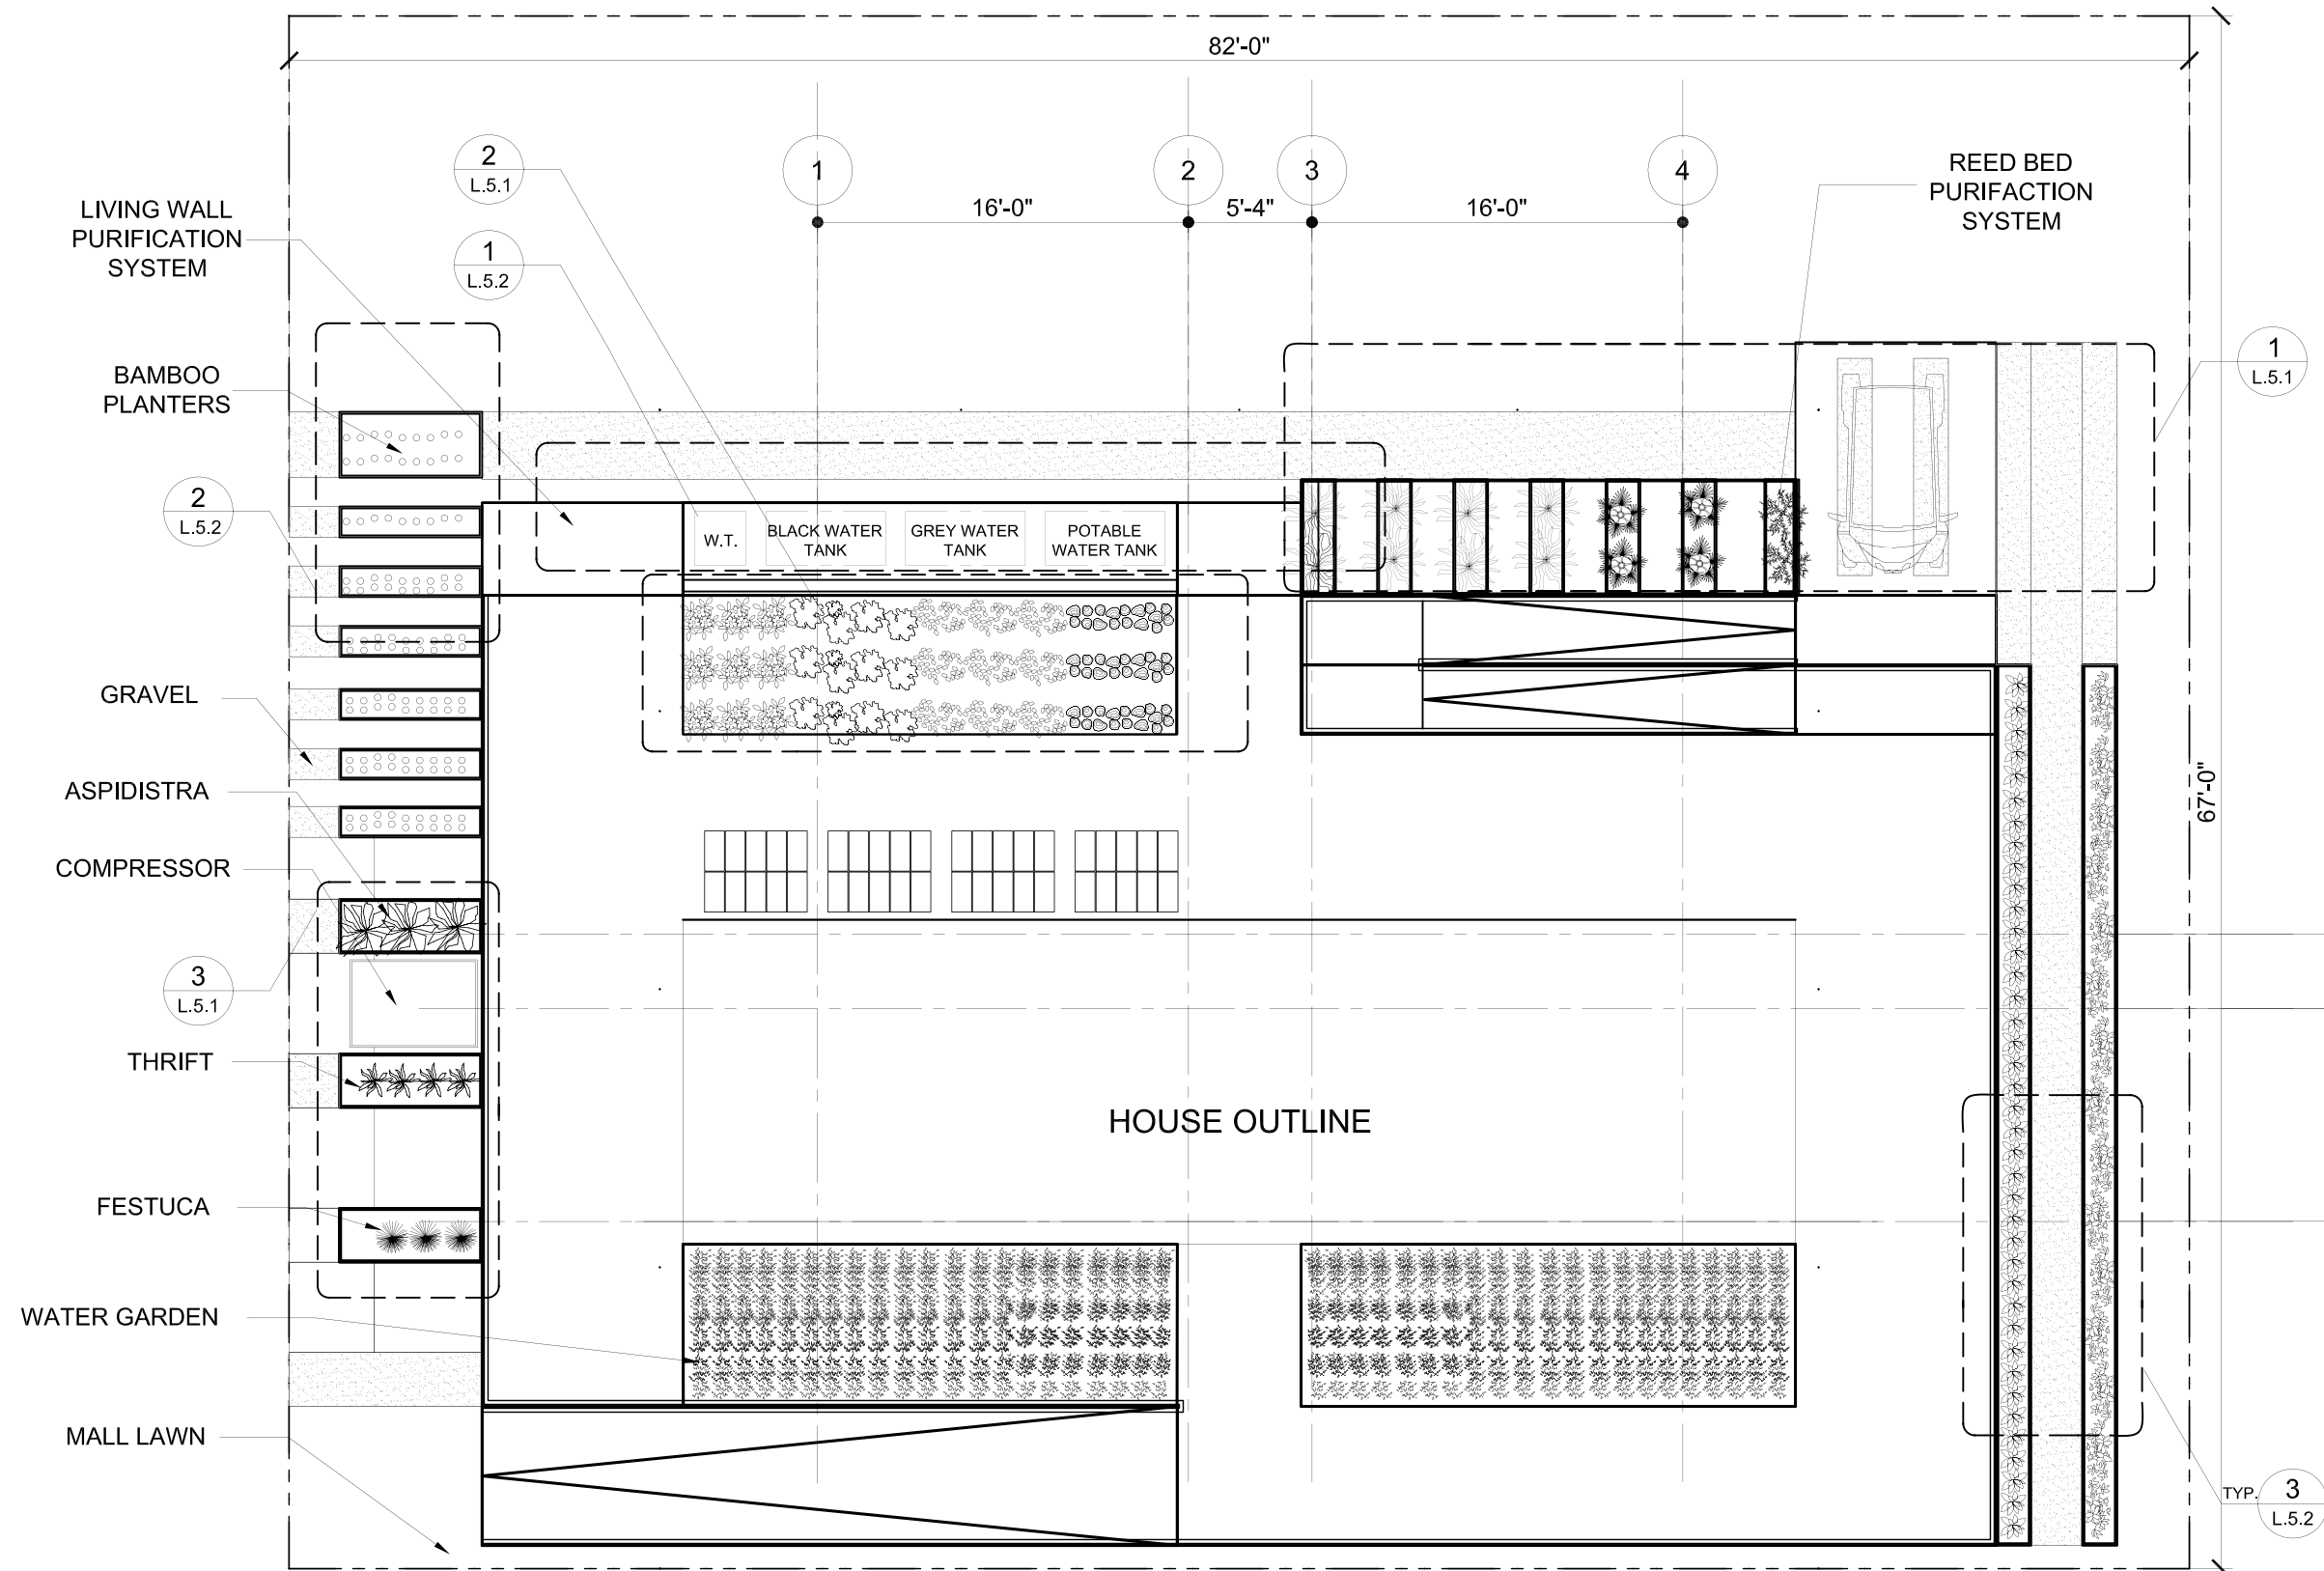 82'-0"
2
L.5.1
1
2
3
4
REED BED
PURIFACTION
SYSTEM
LIVING WALL
PURIFICATION
SYSTEM
16'-0"
5'-4"
16'-0"
1
L.5.2
1
L.5.1
BAMBOO
PLANTERS
2
L.5.2
W.T.
BLACK WATER
TANK
GREY WATER
TANK
POTABLE
WATER TANK
GRAVEL
ASPIDISTRA
67'-0"
COMPRESSOR
3
L.5.1
THRIFT
HOUSE OUTLINE
FESTUCA
WATER GARDEN
MALL LAWN
TYP.
3
L.5.2